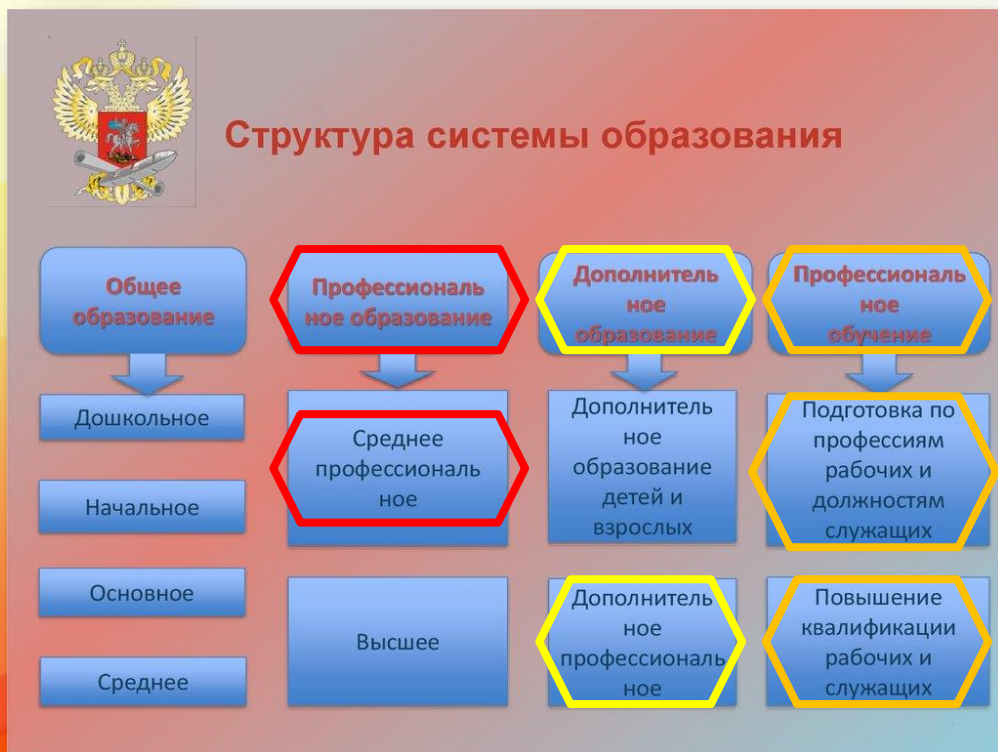 Структура системы образования
Общее
образование
Дошкольное
Начальное
Основное
Среднее
Профессиональ
ное образование
Среднее
профессиональ
ное
Высшее
Дополнитель
ное
образование
Дополнитель
ное
образование
детей и
взрослых
Дополнитель
ное
профессиональ
ное
Профессиональ
ное
обучение
Подготовка по
профессиям
рабочих и
должностям
служащих
Повышение
квалификации
рабочих и
служащих